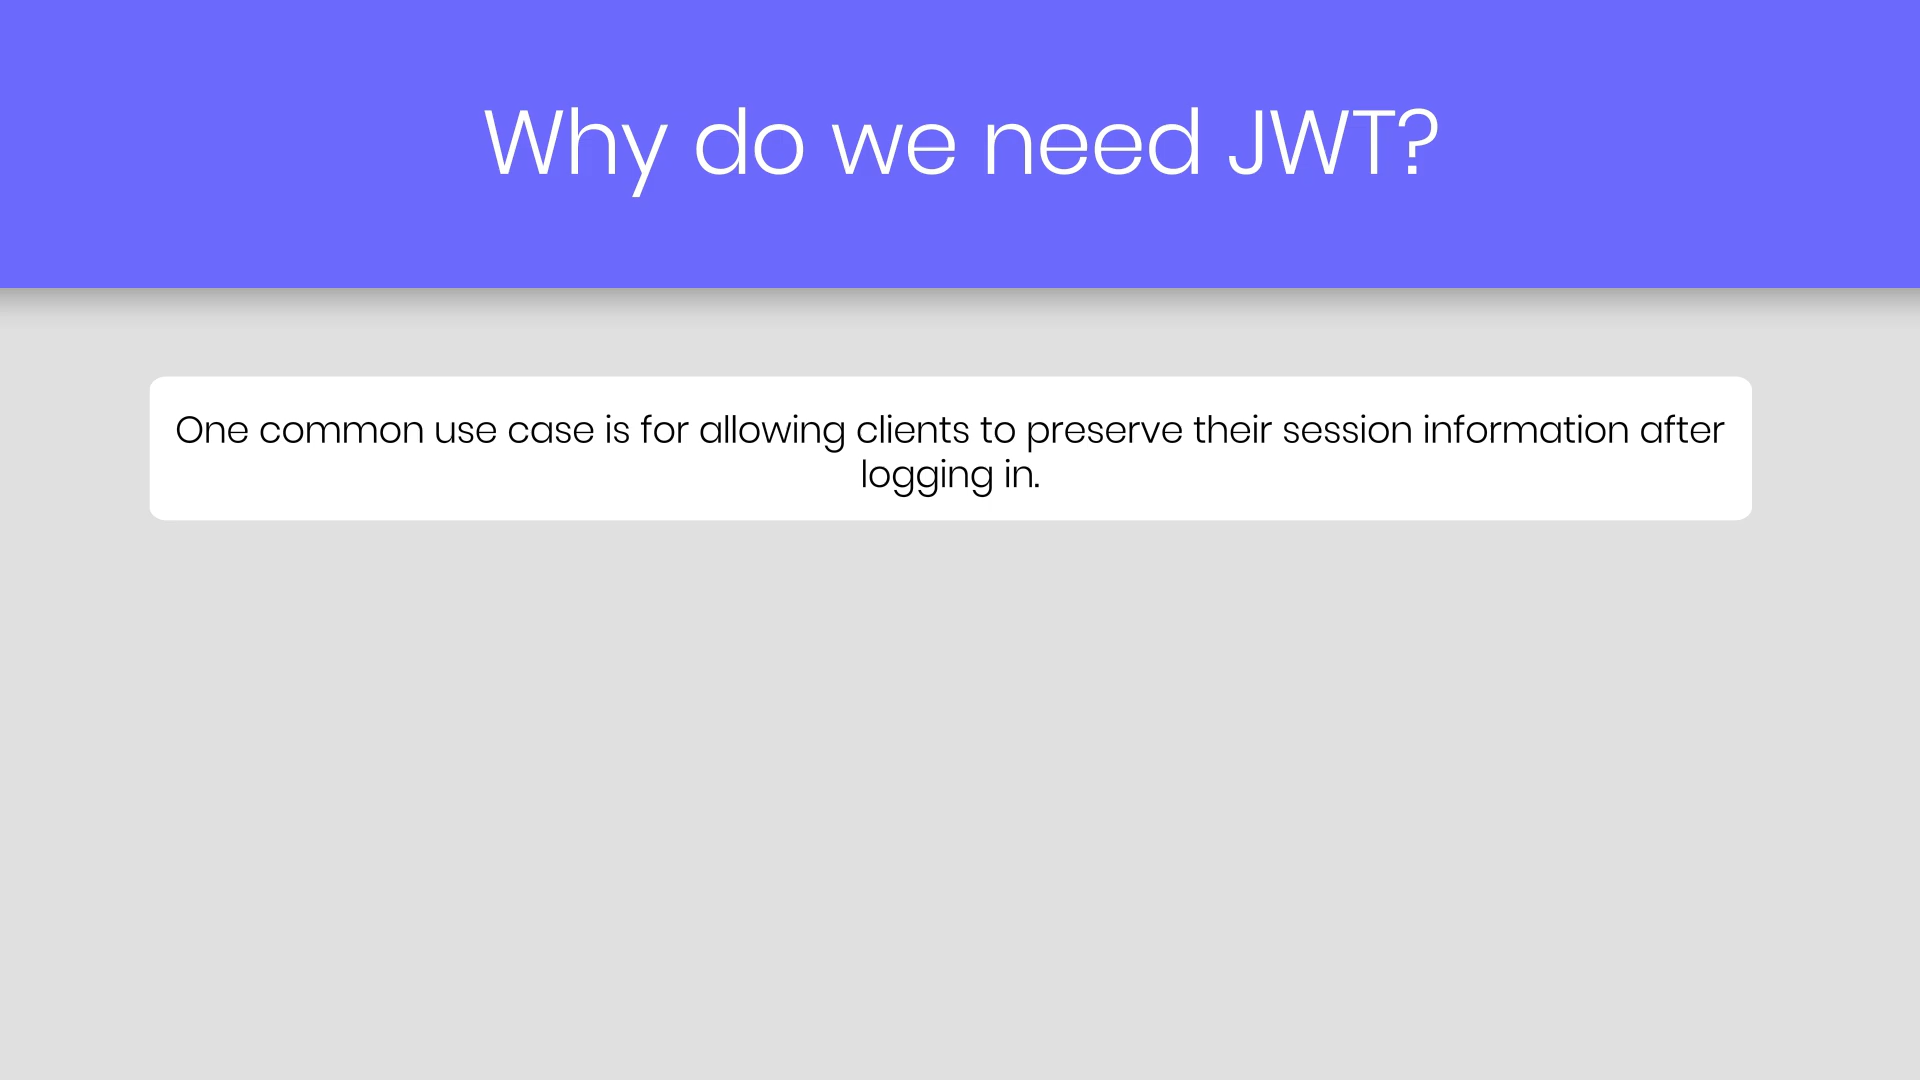 Why do we need JWT?
One common use case is for allowing clients to preserve their session information after
logging in.